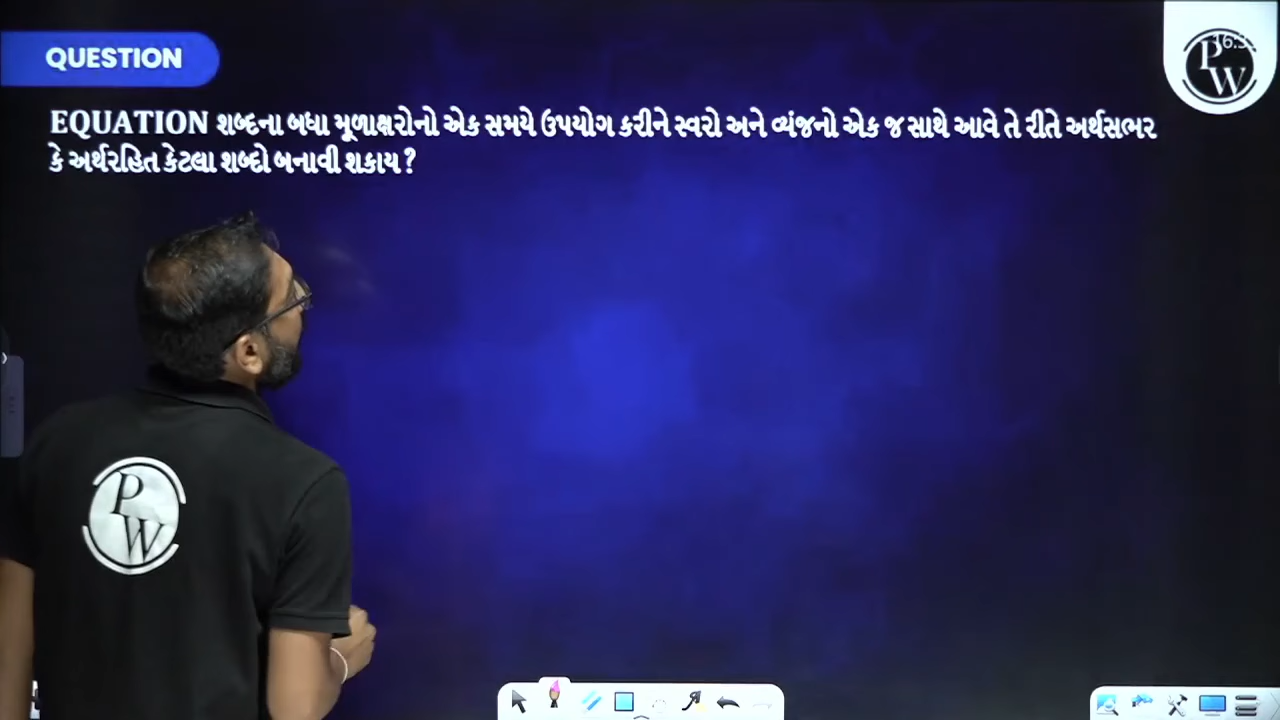 QUESTION
EQUATION શબ્દના બધા મૂળાક્ષરોનો એક સમયે ઉપયોગ કરીને સ્વરો અને વ્યંજનો એક જ સાથે આવે તે રીતે અર્થસભર
કે અર્થરહિત કેટલા શબ્દો બનાવી શકાય ?
P
W
P
W